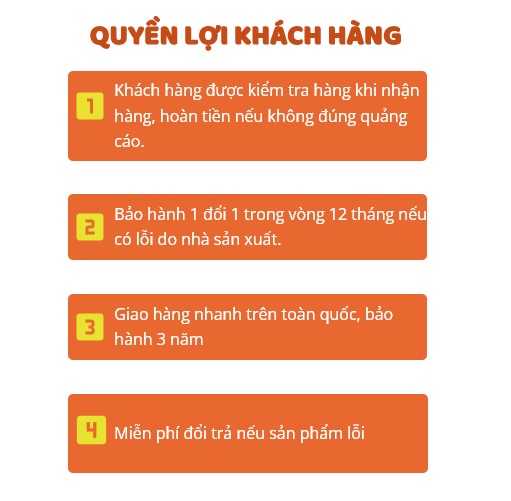 QUYỀN LỢI KHÁCH HÀNG
1
Khách hàng được kiểm tra hàng khi nhận
hàng, hoàn tiền nếu không đúng quảng
cáo.
2
Bảo hành 1 đổi 1 trong vòng 12 tháng nếu
có lỗi do nhà sản xuất.
3
Giao hàng nhanh trên toàn quốc, bảo
hành 3 năm
4
Miễn phí đổi trả nếu sản phẩm lỗi